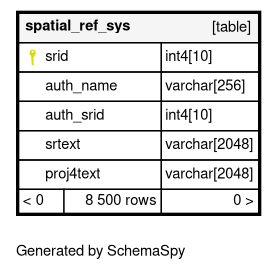 spatial_ref_sys [table]
srid int4[10]
auth_name varchar[256]
auth_srid int4[10]
srtext varchar[2048]
proj4text varchar[2048]
< 0 8 500 rows 0 >
Generated by SchemaSpy